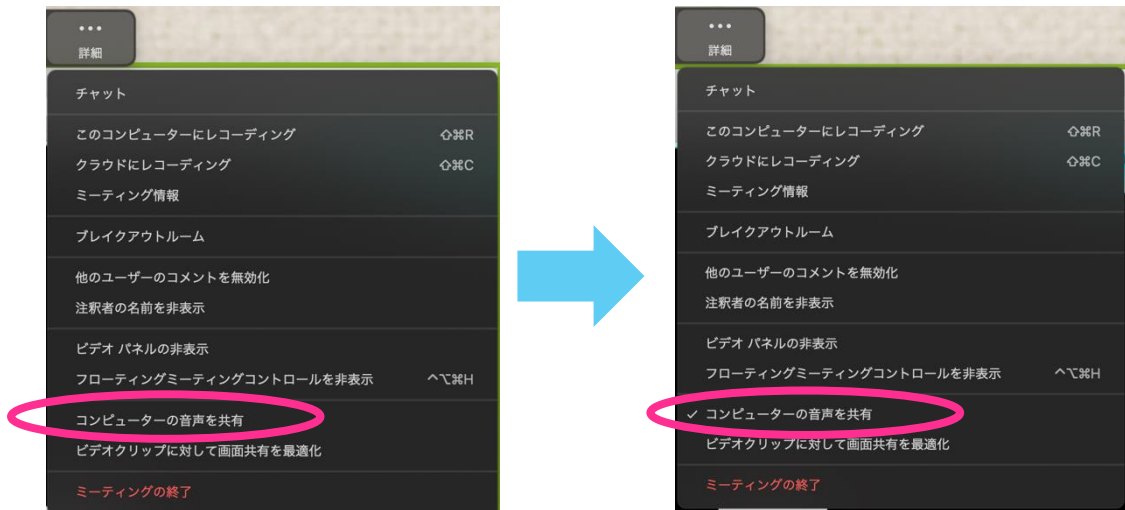 詳細
チャット
このコンピューターにレコーディング ⇧⌘R
クラウドにレコーディング ⇧⌘C
ミーティング情報
ブレイクアウトルーム
他のユーザーのコメントを無効化
注釈者の名前を非表示
ビデオ パネルの非表示
フローティングミーティングコントロールを非表示 ^⌥⌘H
コンピューターの音声を共有
ビデオクリップに対して画面共有を最適化
ミーティングの終了
詳細
チャット
このコンピューターにレコーディング ⇧⌘R
クラウドにレコーディング ⇧⌘C
ミーティング情報
ブレイクアウトルーム
他のユーザーのコメントを無効化
注釈者の名前を非表示
ビデオ パネルの非表示
フローティングミーティングコントロールを非表示 ^⌥⌘H
✓ コンピューターの音声を共有
ビデオクリップに対して画面共有を最適化
ミーティングの終了